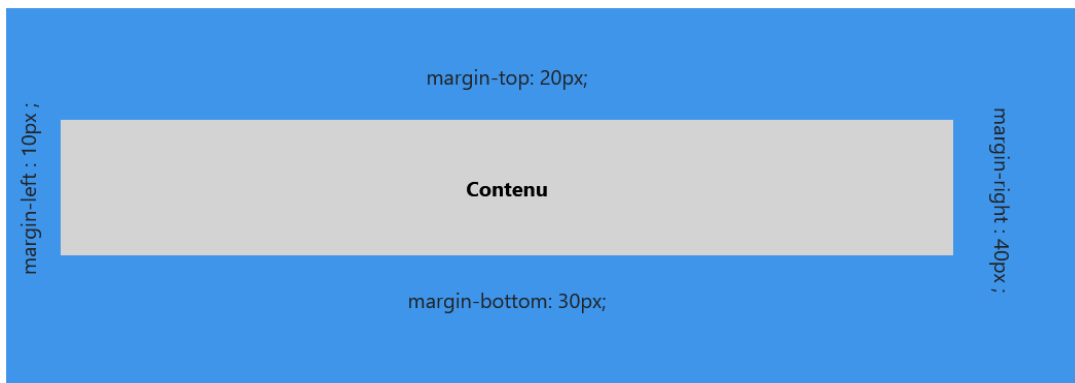 margin-top: 20px;
margin-left : 10px ;
Contenu
margin-right : 40px ;
margin-bottom: 30px;